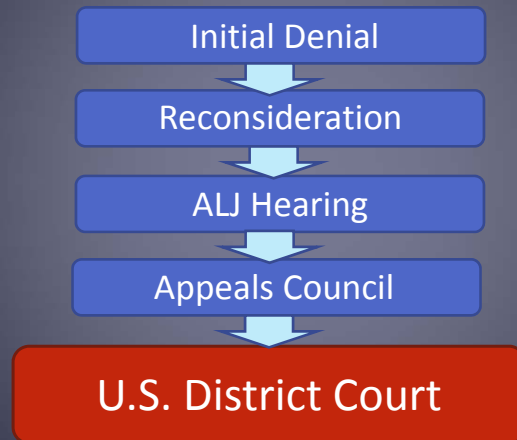 Initial Denial
Reconsideration
ALJ Hearing
Appeals Council
U.S. District Court